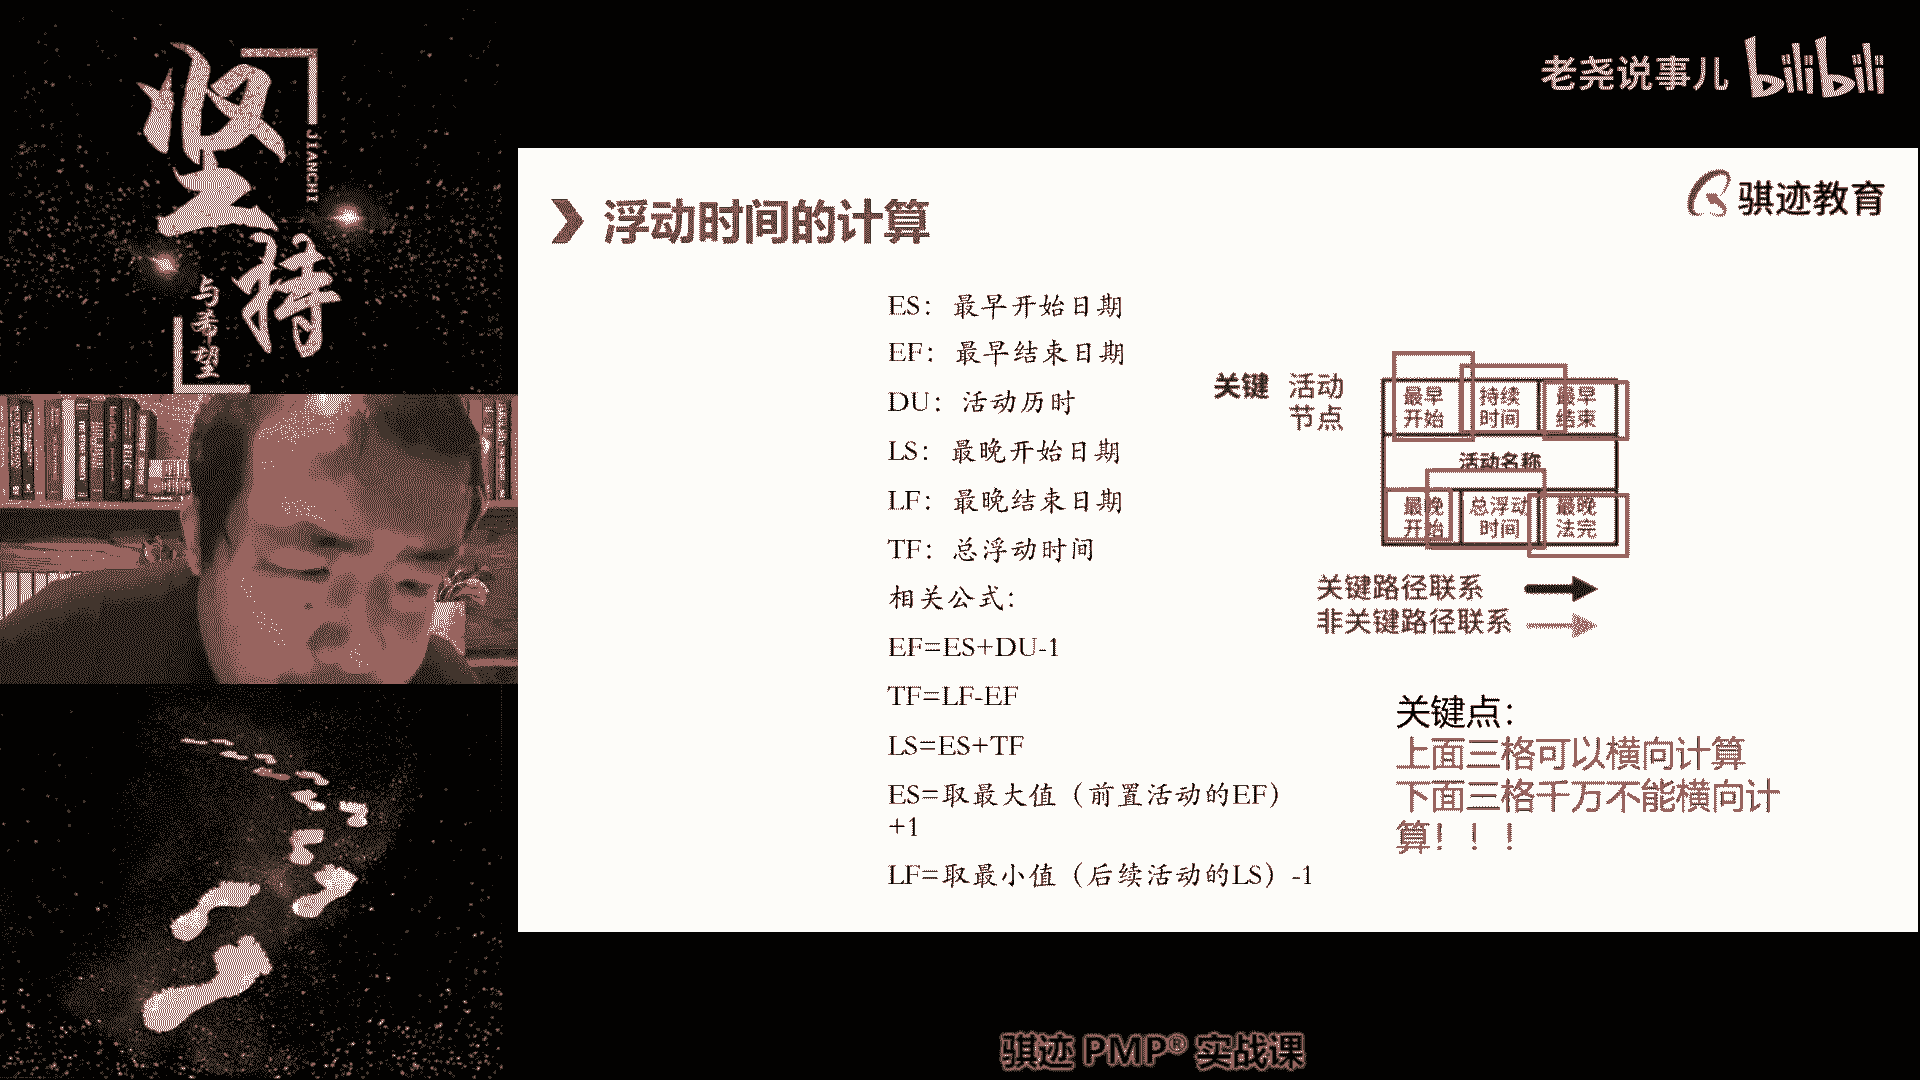 坚持
JIANCHI
与希望
老尧说事儿 bilibili
骐迹教育
浮动时间的计算
ES：最早开始日期
EF：最早结束日期
DU：活动历时
LS：最晚开始日期
LF：最晚结束日期
TF：总浮动时间
相关公式：
EF=ES+DU-1
TF=LF-EF
LS=ES+TF
ES=取最大值（前置活动的EF）
+1
LF=取最小值（后续活动的LS）-1
关键 活动
节点
最早
开始
持续
时间
最早
结束
活动名称
最晚
开始
总浮动
时间
最晚
法完
关键路径联系
非关键路径联系
关键点：
上面三格可以横向计算
下面三格千万不能横向计
算！！！
骐迹 PMP® 实战课